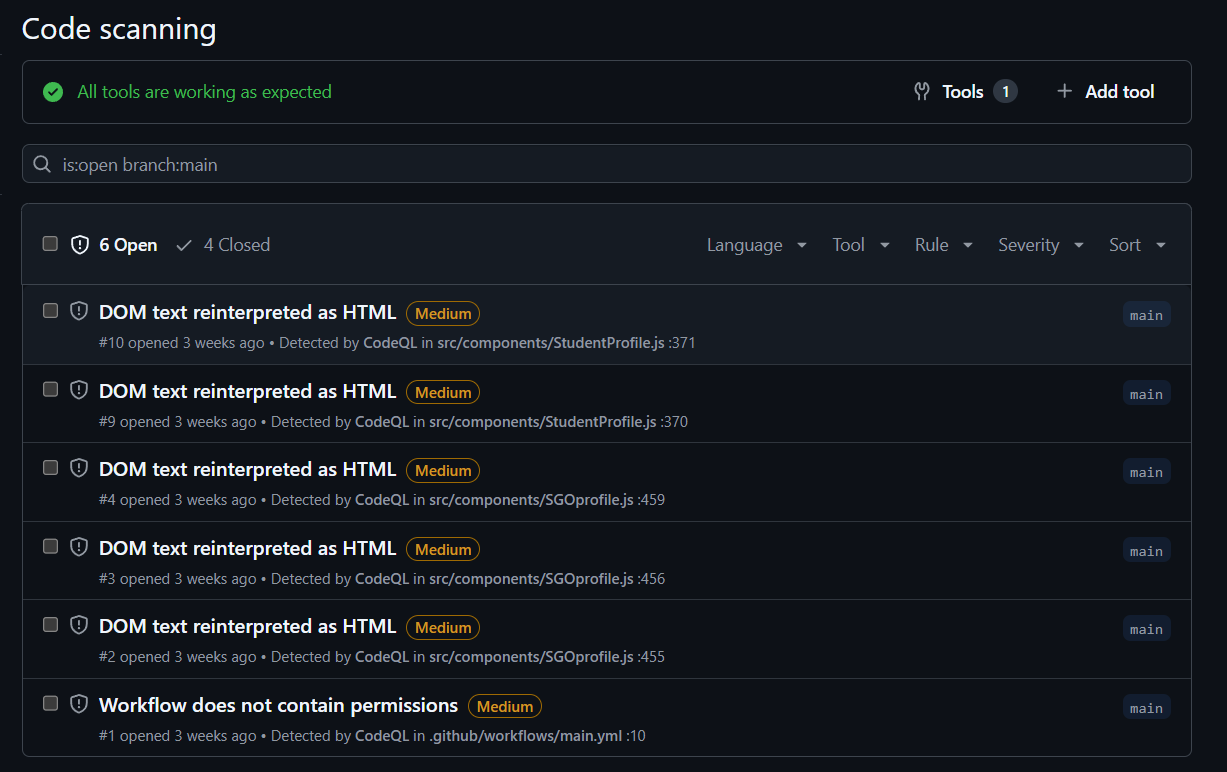 Code scanning
All tools are working as expected Tools 1 Add tool
is:open branch:main
6 Open 4 Closed Language Tool Rule Severity Sort
DOM text reinterpreted as HTML Medium main
#10 opened 3 weeks ago • Detected by CodeQL in src/components/StudentProfile.js :371
DOM text reinterpreted as HTML Medium main
#9 opened 3 weeks ago • Detected by CodeQL in src/components/StudentProfile.js :370
DOM text reinterpreted as HTML Medium main
#4 opened 3 weeks ago • Detected by CodeQL in src/components/SGOprofile.js :459
DOM text reinterpreted as HTML Medium main
#3 opened 3 weeks ago • Detected by CodeQL in src/components/SGOprofile.js :456
DOM text reinterpreted as HTML Medium main
#2 opened 3 weeks ago • Detected by CodeQL in src/components/SGOprofile.js :455
Workflow does not contain permissions Medium main
#1 opened 3 weeks ago • Detected by CodeQL in .github/workflows/main.yml :10